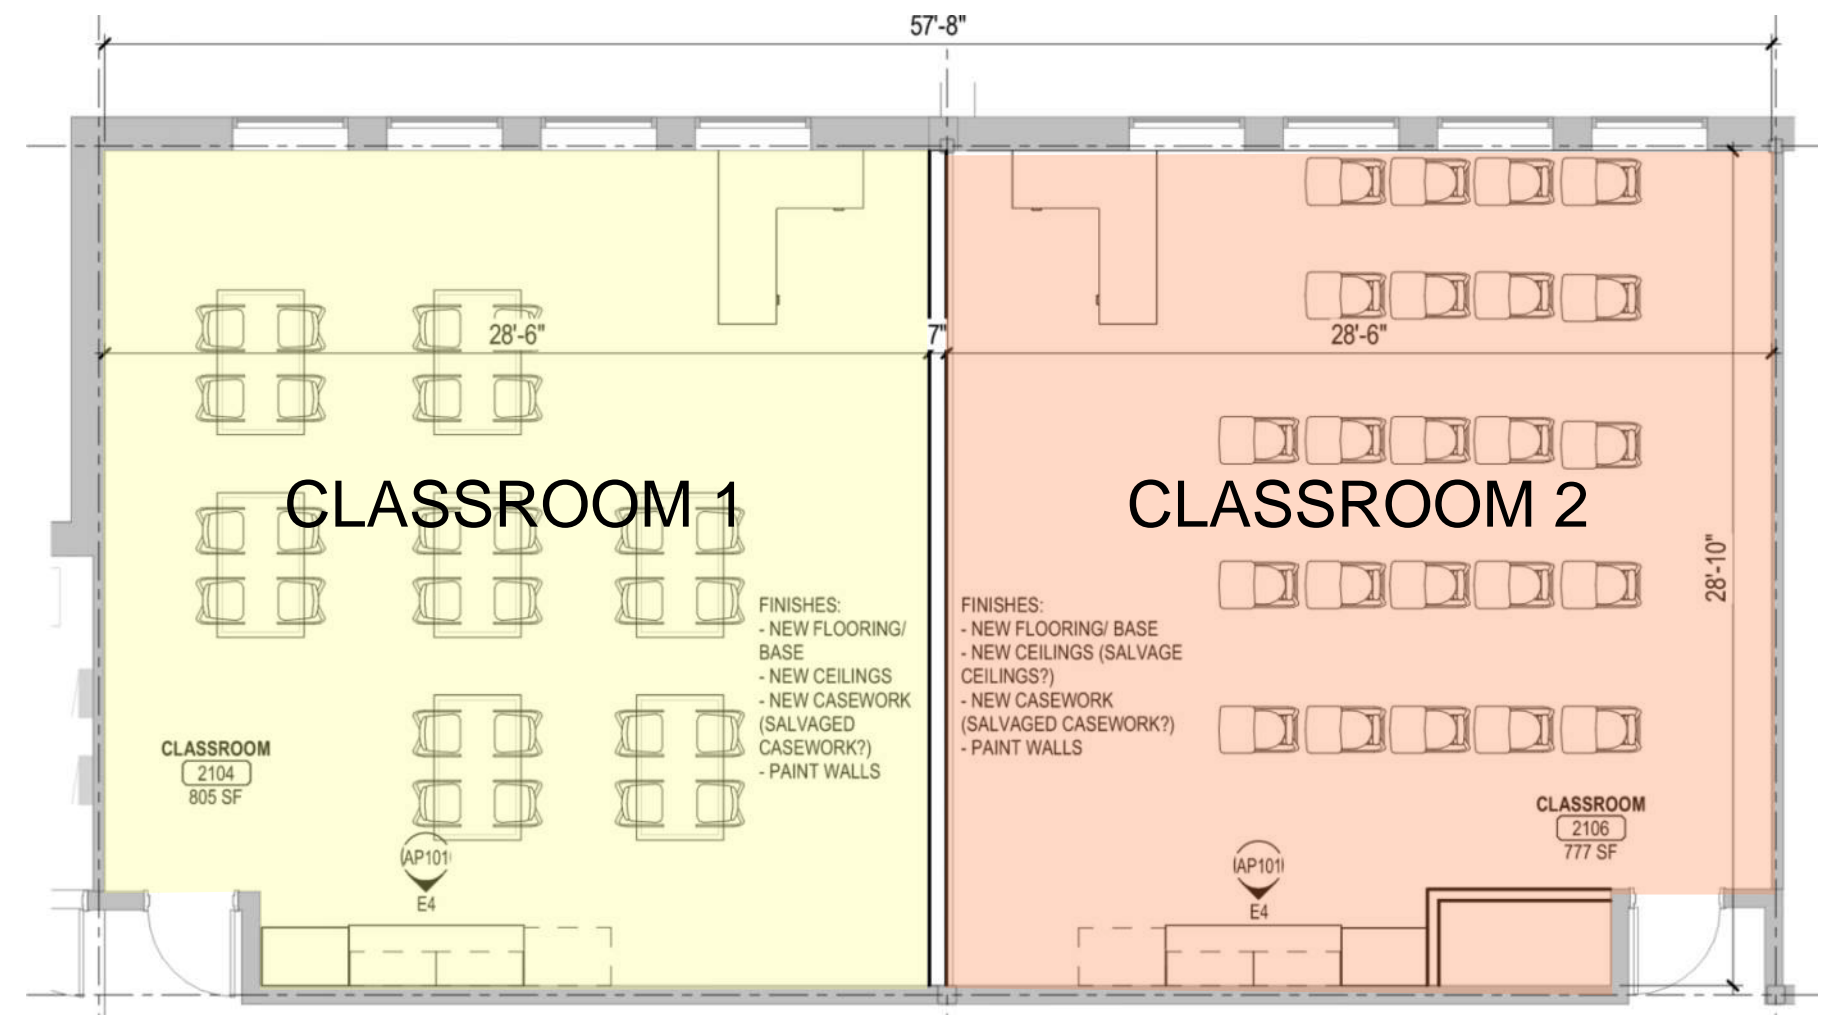 57'-8"
28'-6"
7"
28'-6"
CLASSROOM 1
CLASSROOM 2
28'-10"
FINISHES:
- NEW FLOORING/
BASE
- NEW CEILINGS
- NEW CASEWORK
(SALVAGED
CASEWORK?)
- PAINT WALLS
FINISHES:
- NEW FLOORING/ BASE
- NEW CEILINGS (SALVAGE
CEILINGS?)
- NEW CASEWORK
(SALVAGED CASEWORK?)
- PAINT WALLS
CLASSROOM
2104
805 SF
CLASSROOM
2106
777 SF
AP101
E4
AP101
E4